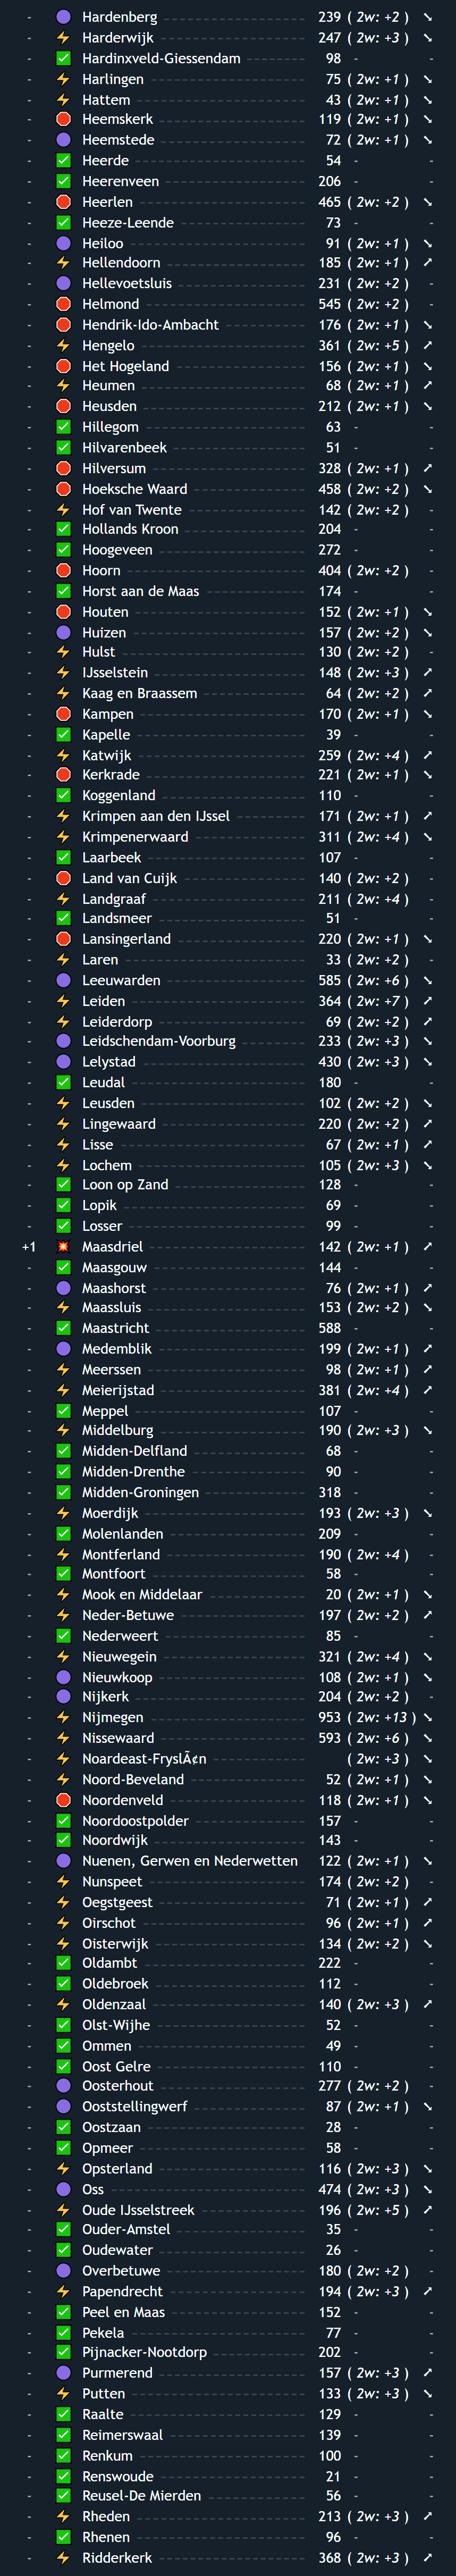 - Hardenberg 239 ( 2w: +2 ) ↘
- Harderwijk 247 ( 2w: +3 ) ↘
- Hardinxveld-Giessendam 98 - -
- Harlingen 75 ( 2w: +1 ) ↘
- Hattem 43 ( 2w: +1 ) ↘
- Heemskerk 119 ( 2w: +1 ) ↘
- Heemstede 72 ( 2w: +1 ) ↘
- Heerde 54 - -
- Heerenveen 206 - -
- Heerlen 465 ( 2w: +2 ) ↘
- Heeze-Leende 73 - -
- Heiloo 91 ( 2w: +1 ) ↘
- Hellendoorn 185 ( 2w: +1 ) ↗
- Hellevoetsluis 231 ( 2w: +2 ) -
- Helmond 545 ( 2w: +2 ) -
- Hendrik-Ido-Ambacht 176 ( 2w: +1 ) ↘
- Hengelo 361 ( 2w: +5 ) ↗
- Het Hogeland 156 ( 2w: +1 ) ↘
- Heumen 68 ( 2w: +1 ) ↗
- Heusden 212 ( 2w: +1 ) ↘
- Hillegom 63 - -
- Hilvarenbeek 51 - -
- Hilversum 328 ( 2w: +1 ) ↗
- Hoeksche Waard 458 ( 2w: +2 ) ↘
- Hof van Twente 142 ( 2w: +2 ) -
- Hollands Kroon 204 - -
- Hoogeveen 272 - -
- Hoorn 404 ( 2w: +2 ) -
- Horst aan de Maas 174 - -
- Houten 152 ( 2w: +1 ) ↘
- Huizen 157 ( 2w: +2 ) ↘
- Hulst 130 ( 2w: +2 ) -
- IJsselstein 148 ( 2w: +3 ) ↗
- Kaag en Braassem 64 ( 2w: +2 ) ↗
- Kampen 170 ( 2w: +1 ) ↘
- Kapelle 39 - -
- Katwijk 259 ( 2w: +4 ) ↗
- Kerkrade 221 ( 2w: +1 ) ↘
- Koggenland 110 - -
- Krimpen aan den IJssel 171 ( 2w: +1 ) ↗
- Krimpenerwaard 311 ( 2w: +4 ) ↘
- Laarbeek 107 - -
- Land van Cuijk 140 ( 2w: +2 ) -
- Landgraaf 211 ( 2w: +4 ) -
- Landsmeer 51 - -
- Lansingerland 220 ( 2w: +1 ) ↘
- Laren 33 ( 2w: +2 ) -
- Leeuwarden 585 ( 2w: +6 ) ↘
- Leiden 364 ( 2w: +7 ) ↗
- Leiderdorp 69 ( 2w: +2 ) ↗
- Leidschendam-Voorburg 233 ( 2w: +3 ) ↘
- Lelystad 430 ( 2w: +3 ) ↘
- Leudal 180 - -
- Leusden 102 ( 2w: +2 ) ↘
- Lingewaard 220 ( 2w: +2 ) ↗
- Lisse 67 ( 2w: +1 ) ↗
- Lochem 105 ( 2w: +3 ) ↘
- Loon op Zand 128 - -
- Lopik 69 - -
- Losser 99 - -
+1 Maasdriel 142 ( 2w: +1 ) ↗
- Maasgouw 144 - -
- Maashorst 76 ( 2w: +1 ) ↗
- Maassluis 153 ( 2w: +2 ) ↘
- Maastricht 588 - -
- Medemblik 199 ( 2w: +1 ) ↗
- Meerssen 98 ( 2w: +1 ) ↗
- Meierijstad 381 ( 2w: +4 ) ↗
- Meppel 107 - -
- Middelburg 190 ( 2w: +3 ) ↘
- Midden-Delfland 68 - -
- Midden-Drenthe 90 - -
- Midden-Groningen 318 - -
- Moerdijk 193 ( 2w: +3 ) ↘
- Molenlanden 209 - -
- Montferland 190 ( 2w: +4 ) -
- Montfoort 58 - -
- Mook en Middelaar 20 ( 2w: +1 ) ↘
- Neder-Betuwe 197 ( 2w: +2 ) ↗
- Nederweert 85 - -
- Nieuwegein 321 ( 2w: +4 ) ↘
- Nieuwkoop 108 ( 2w: +1 ) ↘
- Nijkerk 204 ( 2w: +2 ) -
- Nijmegen 953 ( 2w: +13 ) ↘
- Nissewaard 593 ( 2w: +6 ) ↘
- Noardeast-FryslÃ¢n ( 2w: +3 ) ↘
- Noord-Beveland 52 ( 2w: +1 ) ↘
- Noordenveld 118 ( 2w: +1 ) ↘
- Noordoostpolder 157 - -
- Noordwijk 143 - -
- Nuenen, Gerwen en Nederwetten 122 ( 2w: +1 ) ↘
- Nunspeet 174 ( 2w: +2 ) -
- Oegstgeest 71 ( 2w: +1 ) ↗
- Oirschot 96 ( 2w: +1 ) ↗
- Oisterwijk 134 ( 2w: +2 ) ↘
- Oldambt 222 - -
- Oldebroek 112 - -
- Oldenzaal 140 ( 2w: +3 ) ↗
- Olst-Wijhe 52 - -
- Ommen 49 - -
- Oost Gelre 110 - -
- Oosterhout 277 ( 2w: +2 ) -
- Ooststellingwerf 87 ( 2w: +1 ) ↘
- Oostzaan 28 - -
- Opmeer 58 - -
- Opsterland 116 ( 2w: +3 ) ↘
- Oss 474 ( 2w: +3 ) ↘
- Oude IJsselstreek 196 ( 2w: +5 ) ↗
- Ouder-Amstel 35 - -
- Oudewater 26 - -
- Overbetuwe 180 ( 2w: +2 ) -
- Papendrecht 194 ( 2w: +3 ) ↗
- Peel en Maas 152 - -
- Pekela 77 - -
- Pijnacker-Nootdorp 202 - -
- Purmerend 157 ( 2w: +3 ) ↗
- Putten 133 ( 2w: +3 ) ↘
- Raalte 129 - -
- Reimerswaal 139 - -
- Renkum 100 - -
- Renswoude 21 - -
- Reusel-De Mierden 56 - -
- Rheden 213 ( 2w: +3 ) ↗
- Rhenen 96 - -
- Ridderkerk 368 ( 2w: +3 ) ↗